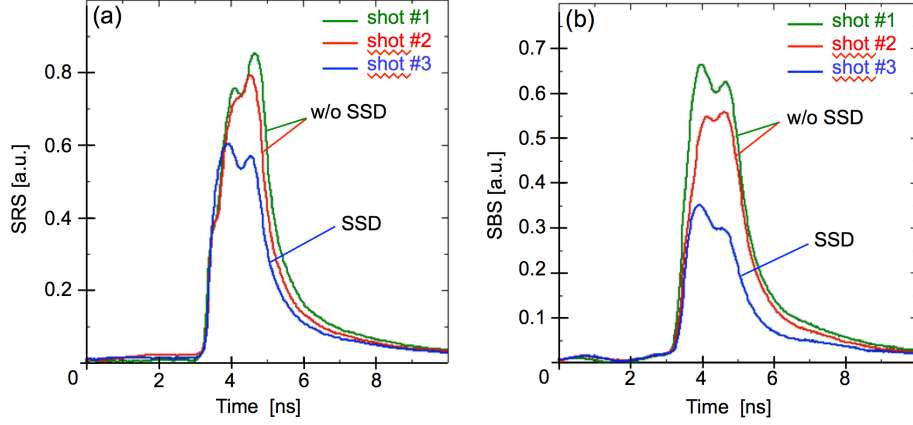 (a)
shot #1
shot #2
shot #3
w/o SSD
SSD
SRS [a.u.]
0.8
0.6
0.4
0.2
0
2
4
6
8
Time [ns]
(b)
shot #1
shot #2
shot #3
w/o SSD
SSD
SBS [a.u.]
0.7
0.6
0.5
0.4
0.3
0.2
0.1
0
0
2
4
6
8
Time [ns]